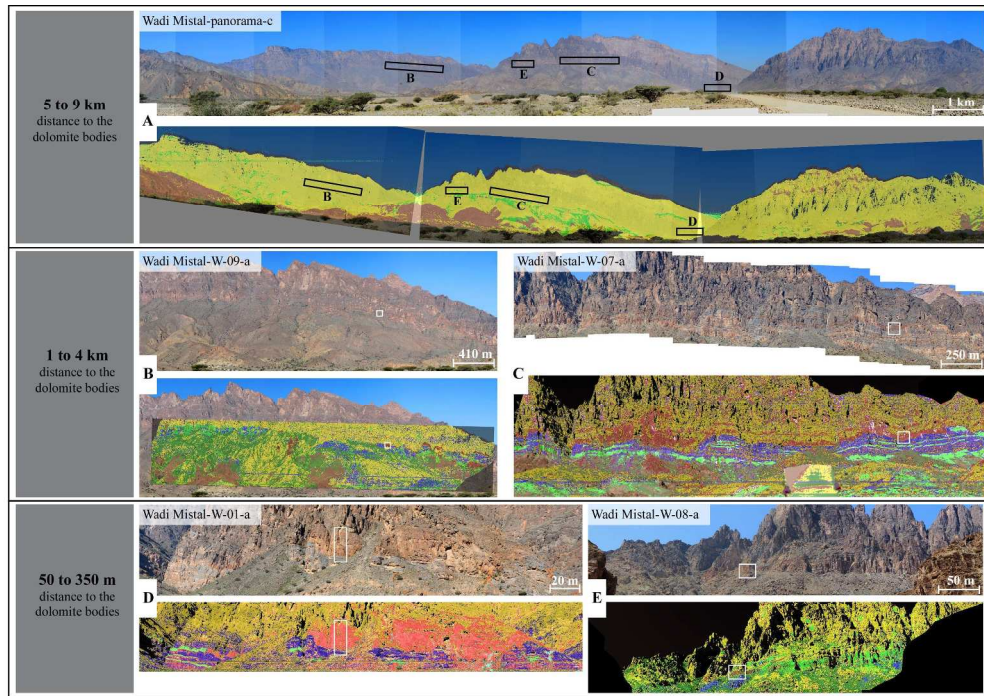 Wadi Mistal-panorama-c
5 to 9 km
distance to the
dolomite bodies
A
B
E
C
D
1 km
B
E
C
D
1 to 4 km
distance to the
dolomite bodies
Wadi Mistal-W-09-a
410 m
B
Wadi Mistal-W-07-a
250 m
C
50 to 350 m
distance to the
dolomite bodies
Wadi Mistal-W-01-a
20 m
D
Wadi Mistal-W-08-a
50 m
E